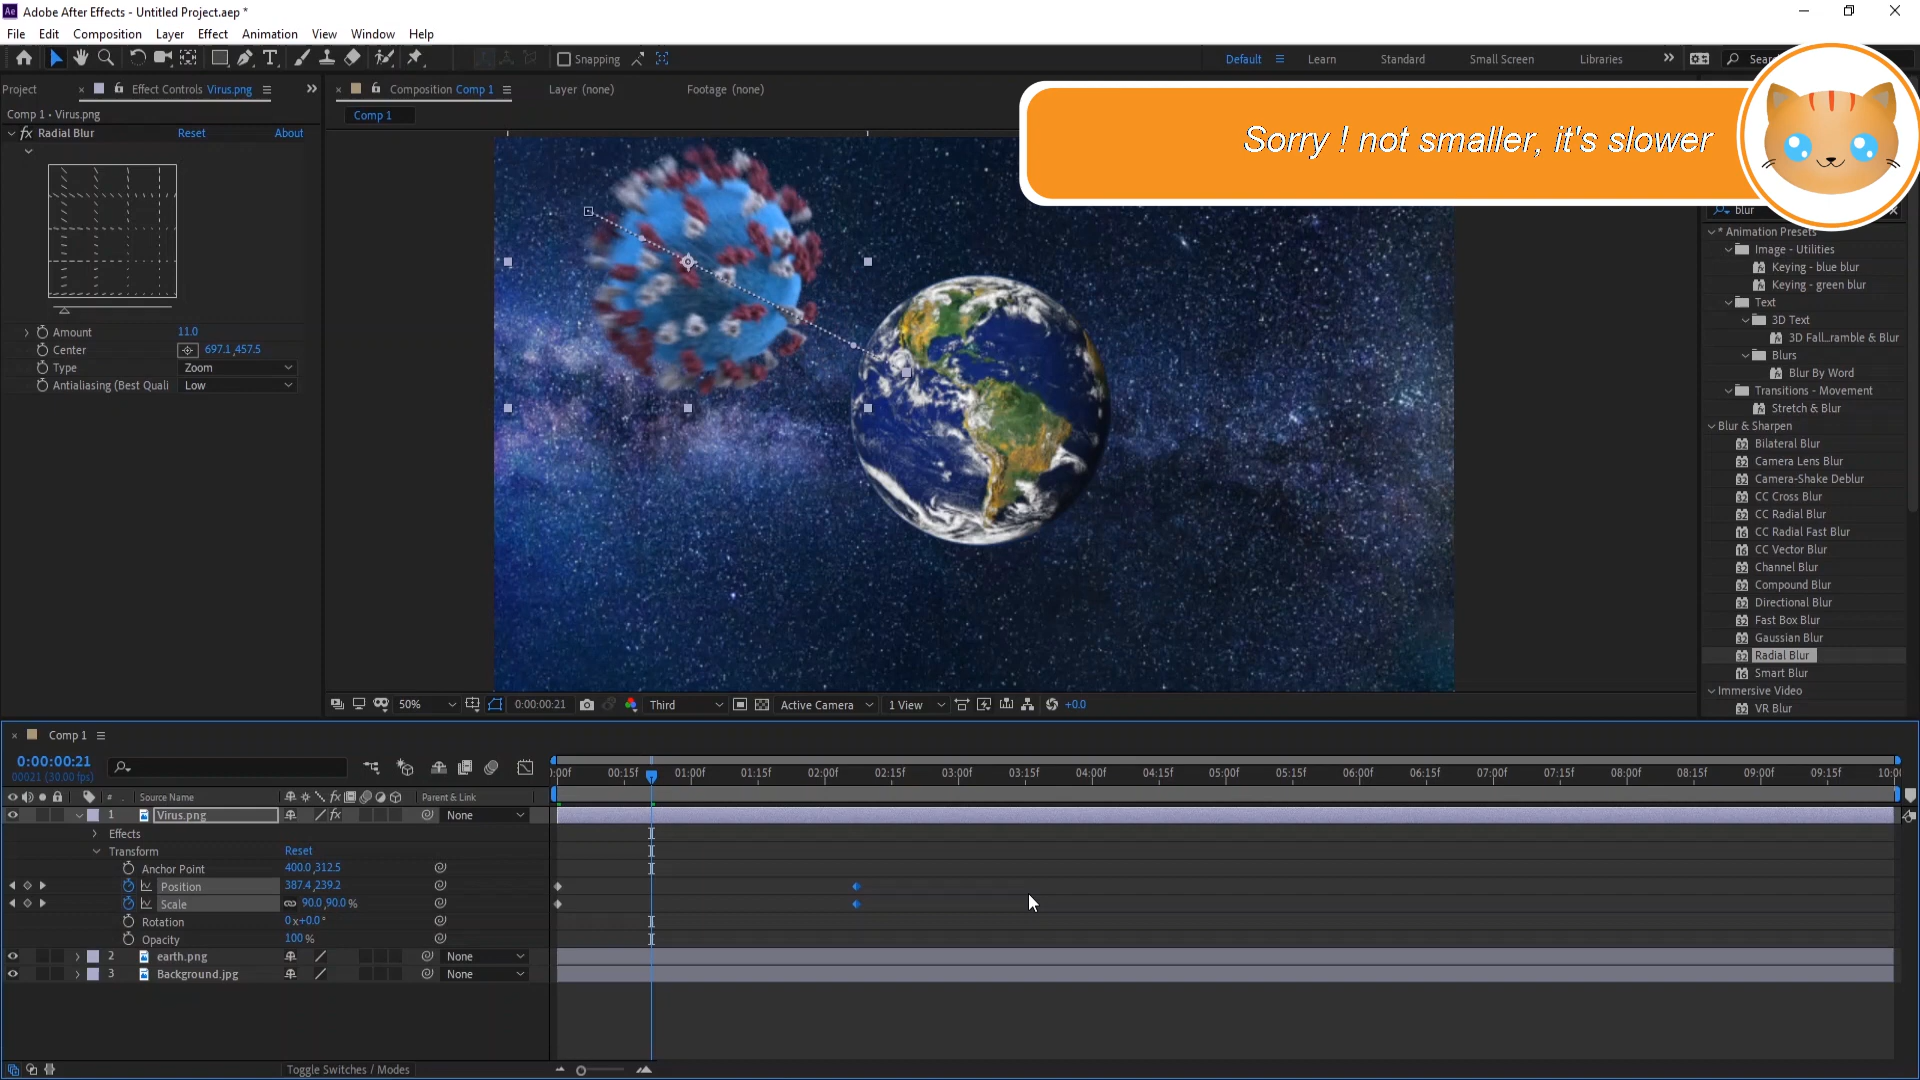 Ae Adobe After Effects - Untitled Project.aep *
File Edit Composition Layer Effect Animation View Window Help
Snapping Default Learn Standard Small Screen Libraries
Project Effect Controls Virus.png Composition Comp 1 Layer (none) Footage (none)
Comp 1 • Virus.png
Comp 1
Sorry ! not smaller, it's slower
fx Radial Blur Reset About
Amount 11.0
Center 697.1,457.5
Type Zoom
Antialiasing (Best Quali Low
blur
* Animation Presets
Image - Utilities
Keying - blue blur
Keying - green blur
Text
3D Text
3D Fall...ramble & Blur
Blurs
Blur By Word
Transitions - Movement
Stretch & Blur
Blur & Sharpen
Bilateral Blur
Camera Lens Blur
Camera-Shake Deblur
CC Cross Blur
CC Radial Blur
CC Radial Fast Blur
CC Vector Blur
Channel Blur
Compound Blur
Directional Blur
Fast Box Blur
Gaussian Blur
Radial Blur
Smart Blur
Immersive Video
VR Blur
50% 0:00:00:21 Third Active Camera 1 View +0.0
Comp 1
0:00:00:21
00021 (30.00 fps)
:00f 00:15f 01:00f 01:15f 02:00f 02:15f 03:00f 03:15f 04:00f 04:15f 05:00f 05:15f 06:00f 06:15f 07:00f 07:15f 08:00f 08:15f 09:00f 09:15f 10:0
# Source Name fx Parent & Link
1 Virus.png fx None
Effects
Transform Reset
Anchor Point 400.0,312.5
Position 387.4,239.2
Scale 90.0,90.0 %
Rotation 0x+0.0°
Opacity 100 %
2 earth.png None
3 Background.jpg None
Toggle Switches / Modes